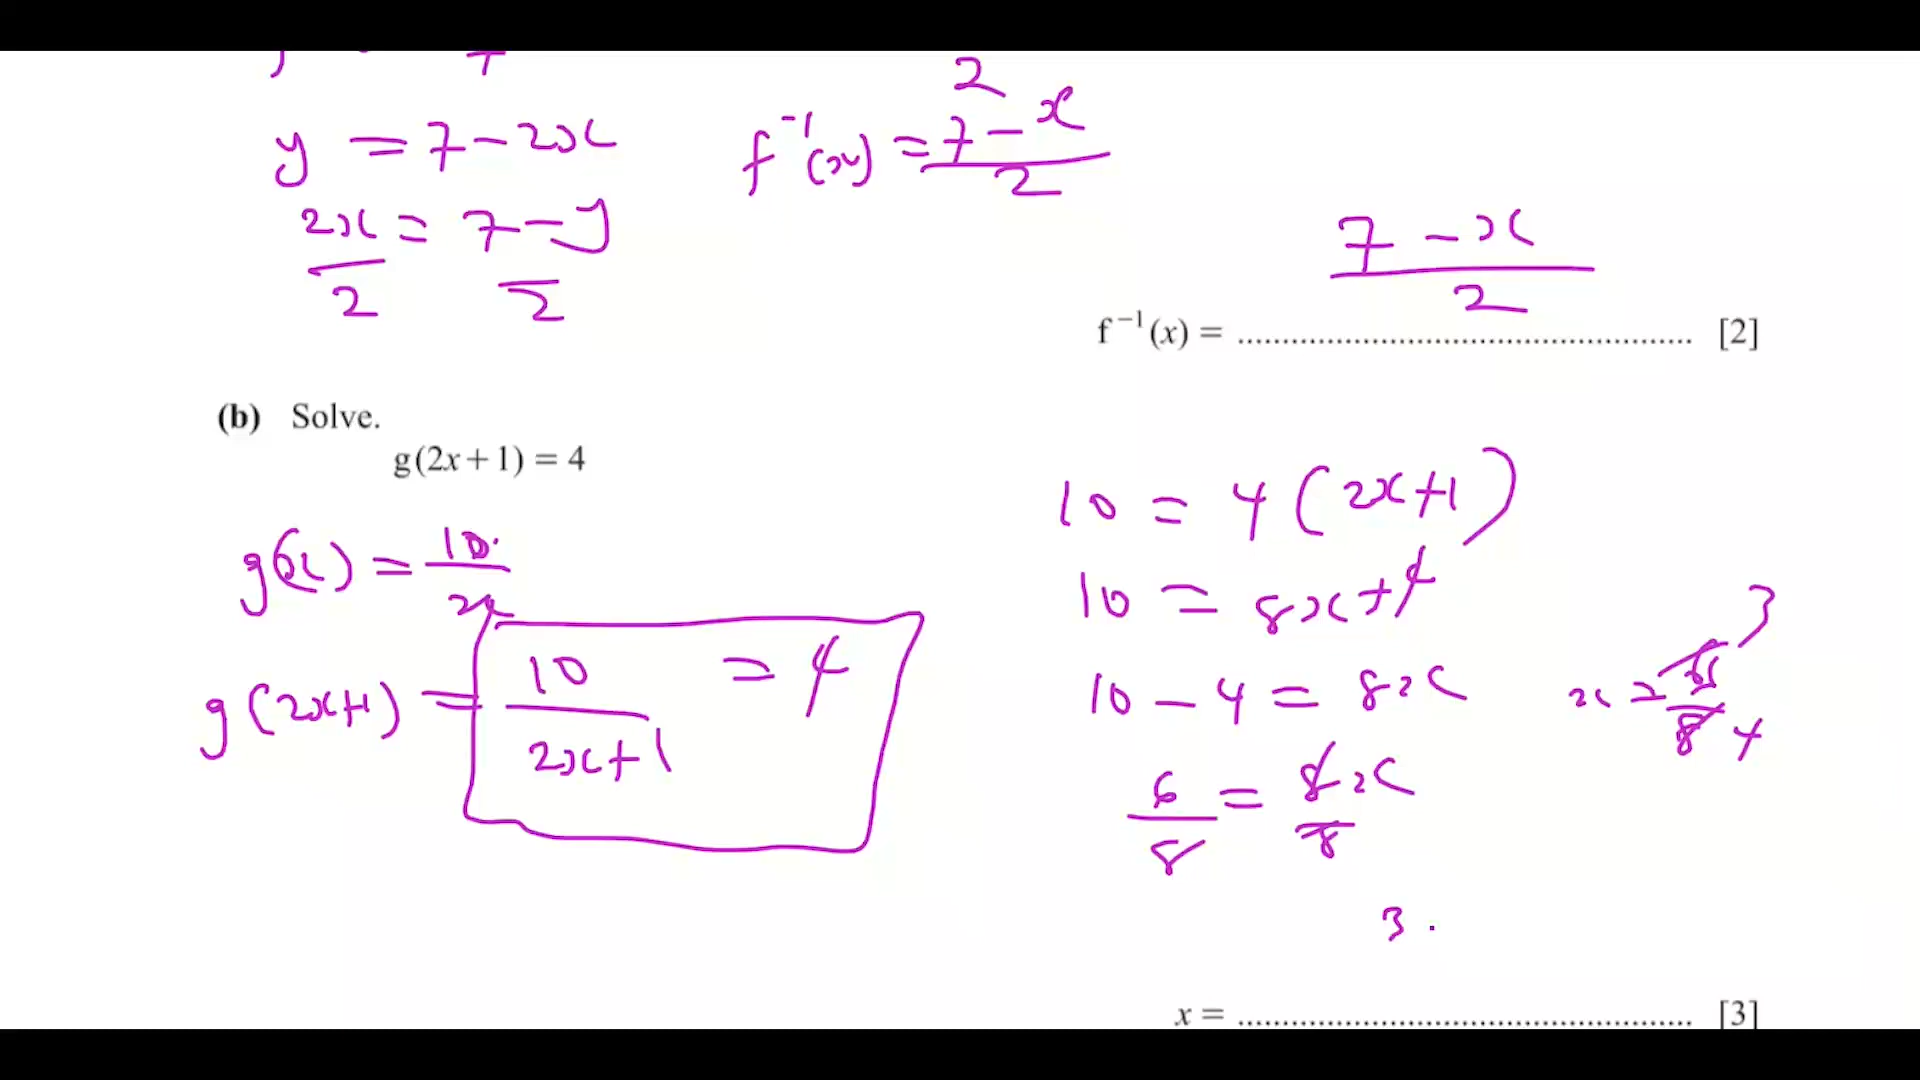 y = 7 - 2x
2x/2 = 7 - y/2
2
f⁻¹(x) = 7 - x/2
7 - x/2
f⁻¹(x) = .................................................. [2]
(b) Solve.
g(2x+1) = 4
g(x) = 10/x
g(2x+1) = 10/2x+1 = 4
10 = 4(2x+1)
10 = 8x+4
10 - 4 = 8x
6/8 = 8x/8
x = 6/8 3 4
3 .
x = .................................................. [3]